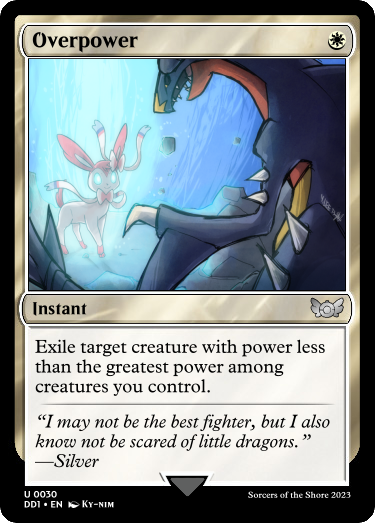 Overpower
Instant
Exile target creature with power less
than the greatest power among
creatures you control.
“I may not be the best fighter, but I also
know not be scared of little dragons.”
—Silver
U 0030
DD1 • EN Ky-nim
Sorcers of the Shore 2023